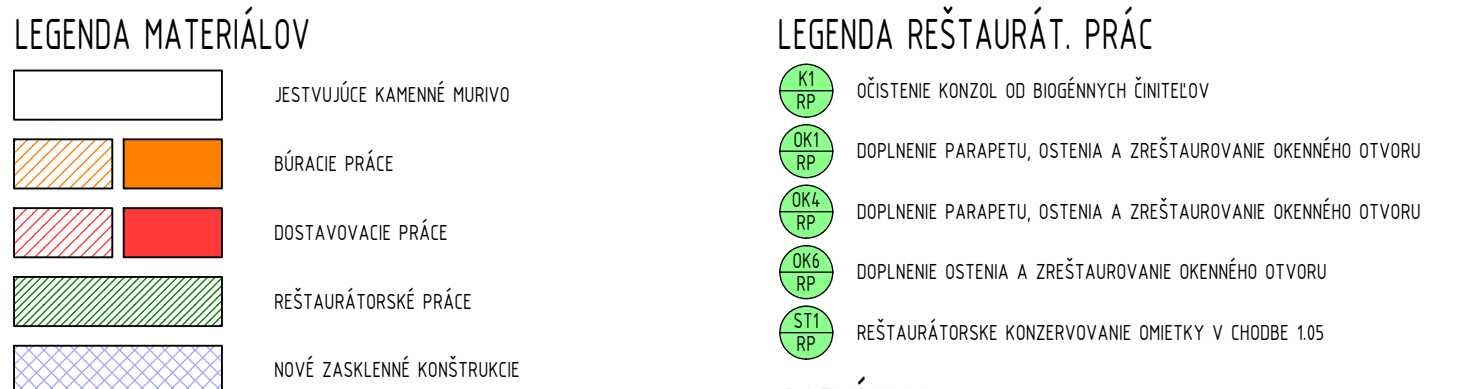 LEGENDA MATERIÁLOV
JESTVUJÚCE KAMENNÉ MURIVO
BÚRACIE PRÁCE
DOSTAVOVACIE PRÁCE
REŠTAURÁTORSKÉ PRÁCE
NOVÉ ZASKLENNÉ KONŠTRUKCIE
LEGENDA REŠTAURÁT. PRÁC
K1
RP
OČISTENIE KONZOL OD BIOGÉNNYCH ČINITEĽOV
OK1
RP
DOPLNENIE PARAPETU, OSTENIA A ZREŠTAUROVANIE OKENNÉHO OTVORU
OK4
RP
DOPLNENIE PARAPETU, OSTENIA A ZREŠTAUROVANIE OKENNÉHO OTVORU
OK6
RP
DOPLNENIE OSTENIA A ZREŠTAUROVANIE OKENNÉHO OTVORU
ST1
RP
REŠTAURÁTORSKE KONZERVOVANIE OMIETKY V CHODBE 1.05